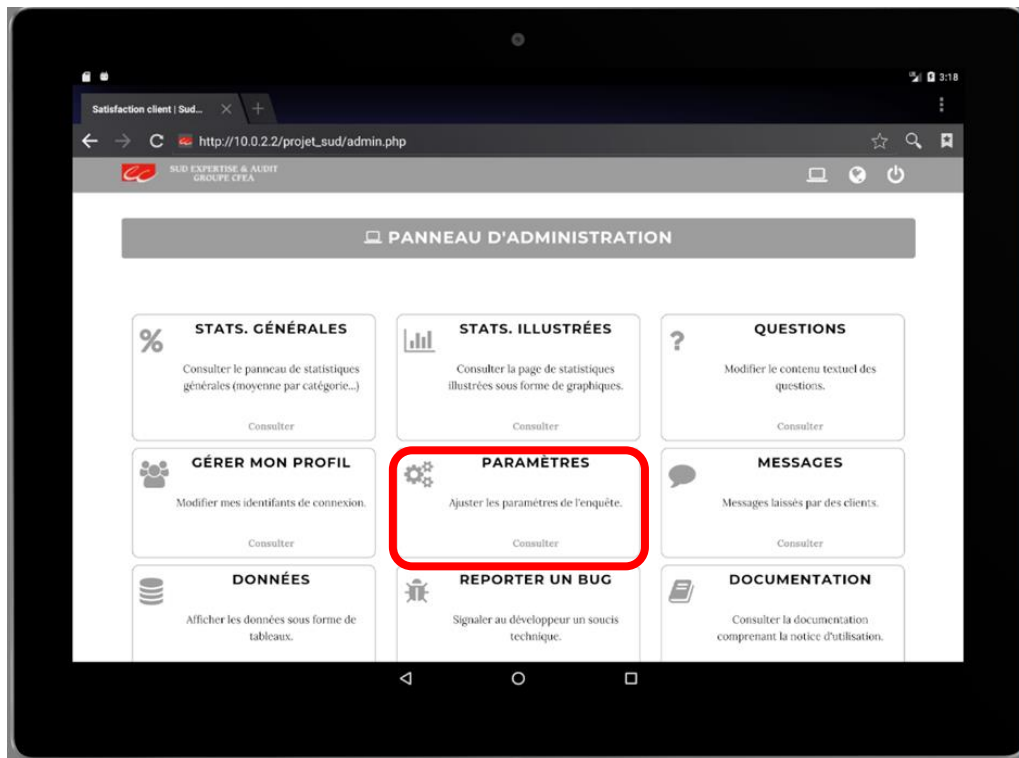 3:18
Satisfaction client | Sud...
http://10.0.2.2/projet_sud/admin.php
SUD EXPERTISE & AUDIT
GROUPE CFEA
PANNEAU D'ADMINISTRATION
STATS. GÉNÉRALES
Consulter le panneau de statistiques
générales (moyenne par catégorie...)
Consulter
STATS. ILLUSTRÉES
Consulter la page de statistiques
illustrées sous forme de graphiques.
Consulter
QUESTIONS
Modifier le contenu textuel des
questions.
Consulter
GÉRER MON PROFIL
Modifier mes identifants de connexion.
Consulter
PARAMÈTRES
Ajuster les paramètres de l'enquête.
Consulter
MESSAGES
Messages laissés par des clients.
Consulter
DONNÉES
Afficher les données sous forme de
tableaux.
REPORTER UN BUG
Signaler au développeur un soucis
technique.
DOCUMENTATION
Consulter la documentation
comprenant la notice d'utilisation.